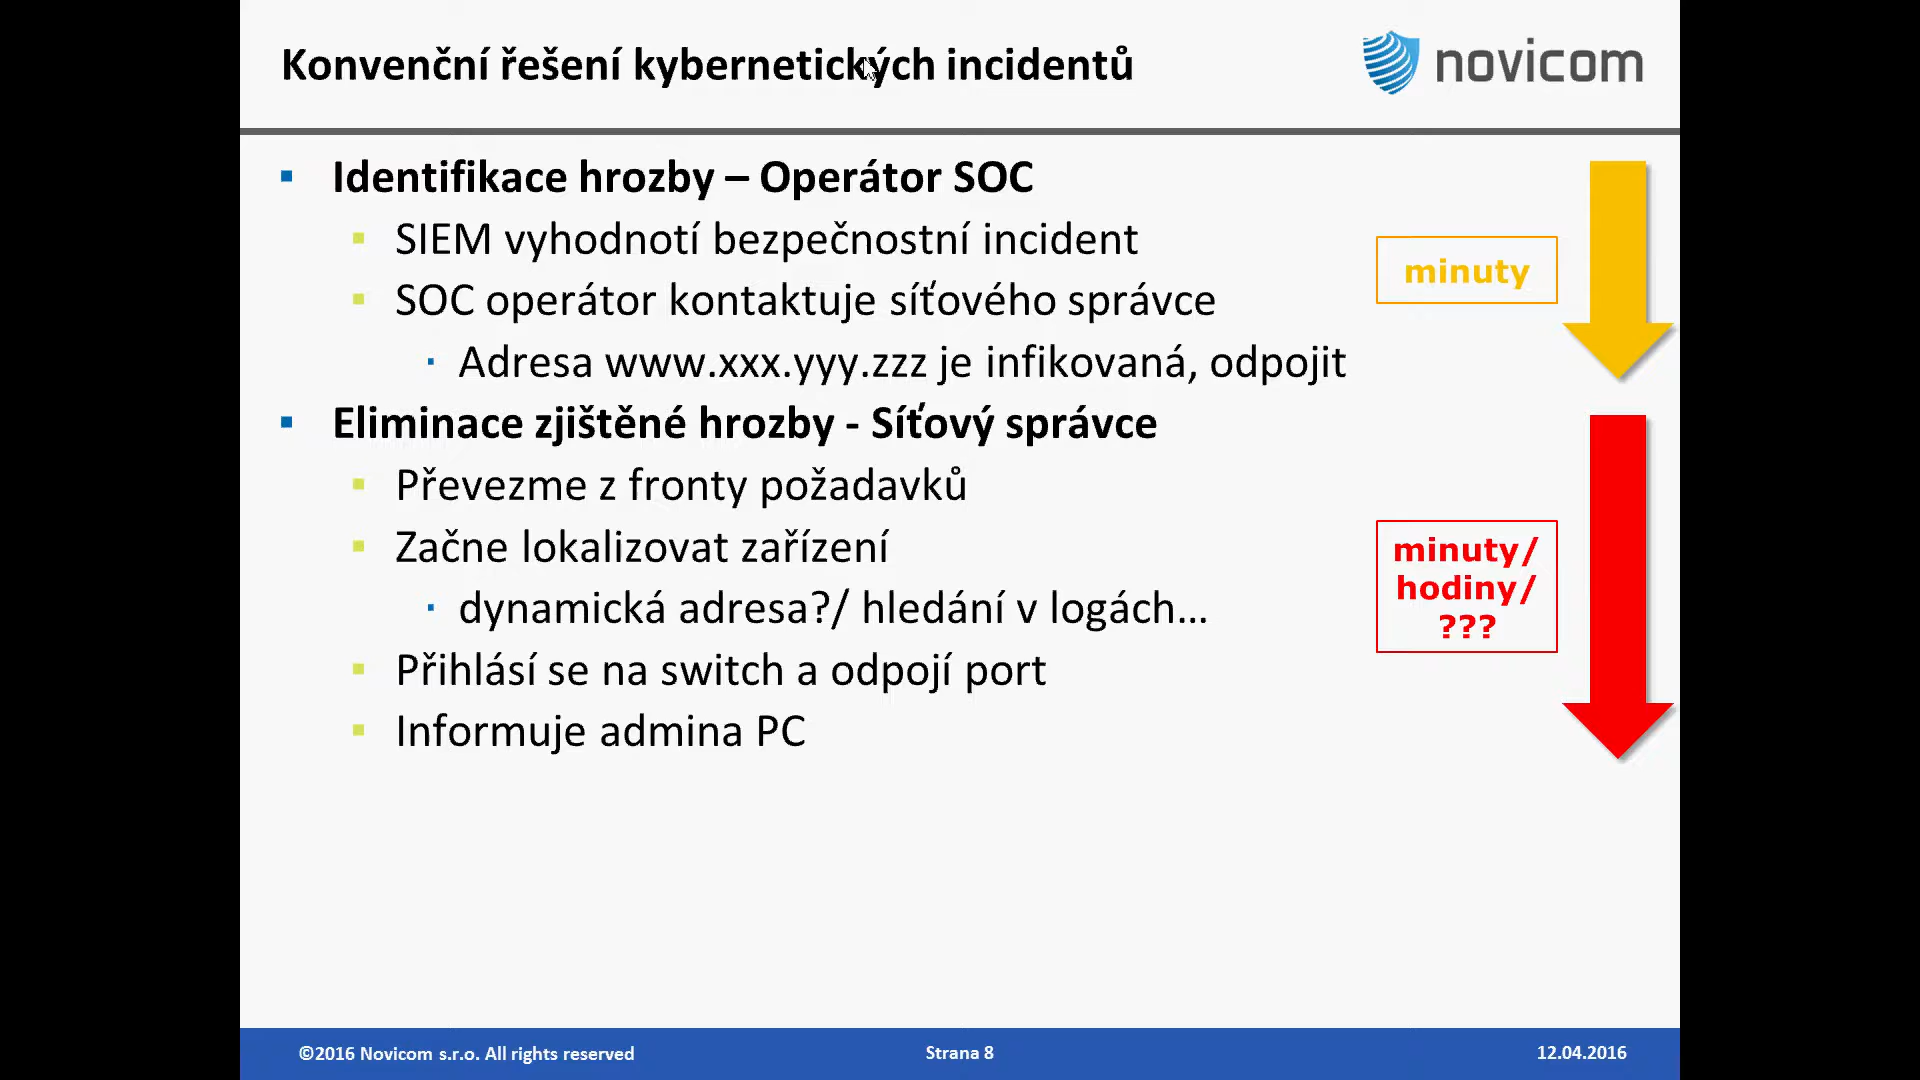 Konvenční řešení kybernetických incidentů
novicom
▪ Identifikace hrozby – Operátor SOC
▪ SIEM vyhodnotí bezpečnostní incident
▪ SOC operátor kontaktuje síťového správce
· Adresa www.xxx.yyy.zzz je infikovaná, odpojit
minuty
▪ Eliminace zjištěné hrozby - Síťový správce
▪ Převezme z fronty požadavků
▪ Začne lokalizovat zařízení
· dynamická adresa?/ hledání v logách...
▪ Přihlásí se na switch a odpojí port
▪ Informuje admina PC
minuty/
hodiny/
???
©2016 Novicom s.r.o. All rights reserved
Strana 8
12.04.2016